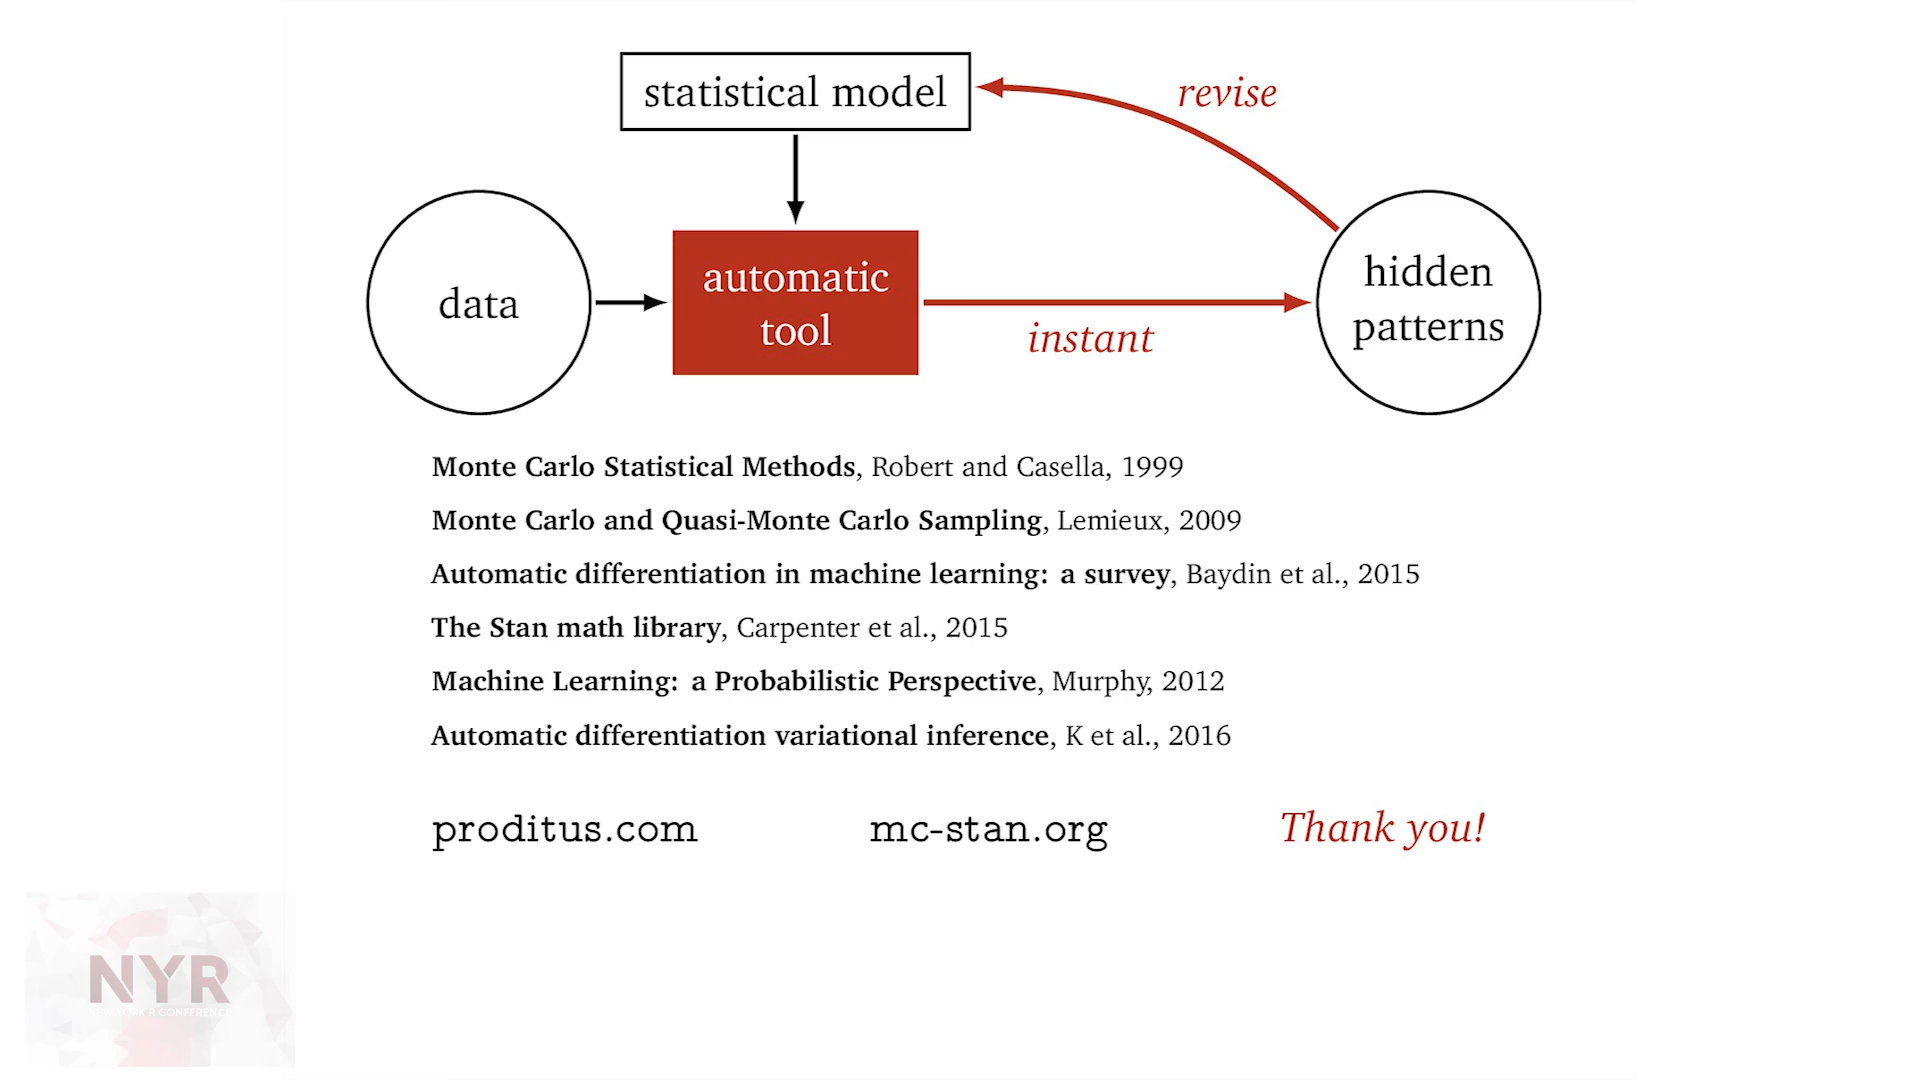 statistical model
revise
data
automatic
tool
instant
hidden
patterns
Monte Carlo Statistical Methods, Robert and Casella, 1999
Monte Carlo and Quasi-Monte Carlo Sampling, Lemieux, 2009
Automatic differentiation in machine learning: a survey, Baydin et al., 2015
The Stan math library, Carpenter et al., 2015
Machine Learning: a Probabilistic Perspective, Murphy, 2012
Automatic differentiation variational inference, K et al., 2016
proditus.com
mc-stan.org
Thank you!
NYR
NEW YORK R CONFERENCE